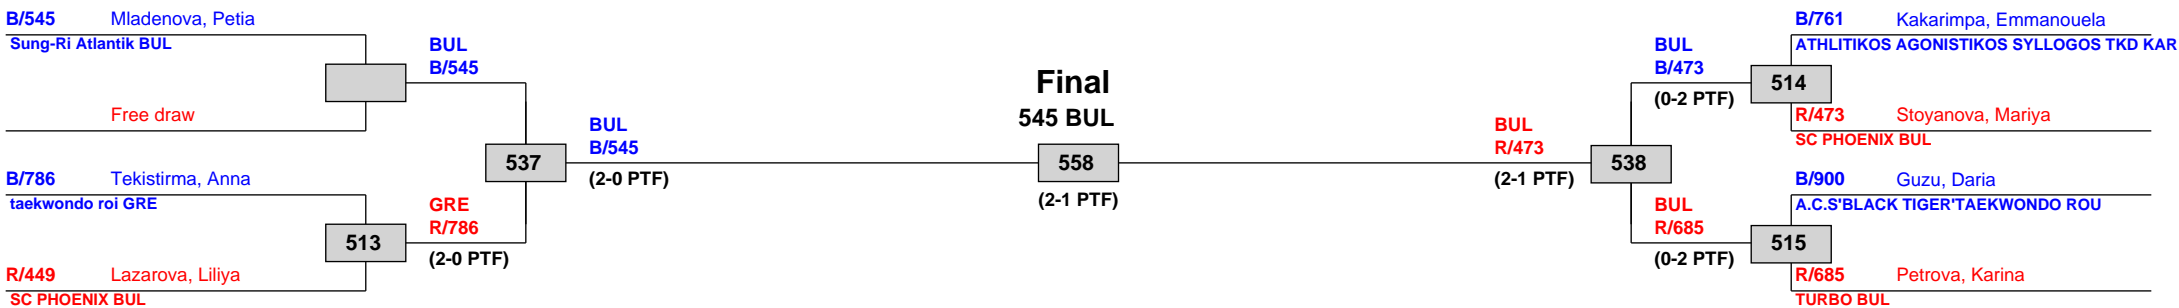 B/545 Mladenova, Petia
Sung-Ri Atlantik BUL
Free draw
BUL
B/545
B/786 Tekistirma, Anna
taekwondo roi GRE
513
R/449 Lazarova, Liliya
SC PHOENIX BUL
GRE
R/786
(2-0 PTF)
537
BUL
B/545
(2-0 PTF)
Final
545 BUL
558
(2-1 PTF)
BUL
R/473
(2-1 PTF)
538
BUL
B/473
(0-2 PTF)
514
B/761 Kakarimpa, Emmanouela
ATHLITIKOS AGONISTIKOS SYLLOGOS TKD KAR
R/473 Stoyanova, Mariya
SC PHOENIX BUL
BUL
R/685
(0-2 PTF)
515
B/900 Guzu, Daria
A.C.S'BLACK TIGER'TAEKWONDO ROU
R/685 Petrova, Karina
TURBO BUL